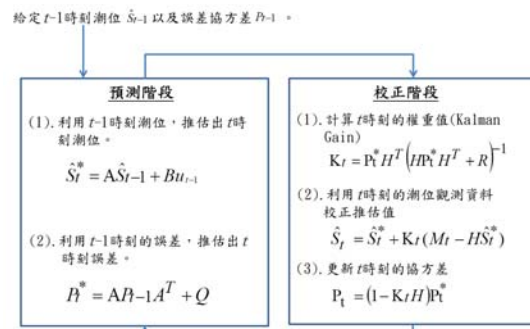 給定t-1時刻潮位 Ŝt-1 以及誤差協方差 Pt-1 。
預測階段
(1).利用t-1時刻潮位，推估出t時
刻潮位。
Ŝt* = AŜt-1 + But-1
(2).利用t-1時刻的誤差，推估出t
時刻誤差。
Pt* = APt-1A^T + Q
校正階段
(1).計算t時刻的權重值(Kalman
Gain)
Kt = Pt*H^T(HPt*H^T + R)^-1
(2).利用t時刻的潮位觀測資料
校正推估值
Ŝt = Ŝt* + Kt(Mt - HŜt*)
(3).更新t時刻的協方差
Pt = (1-KtH)Pt*